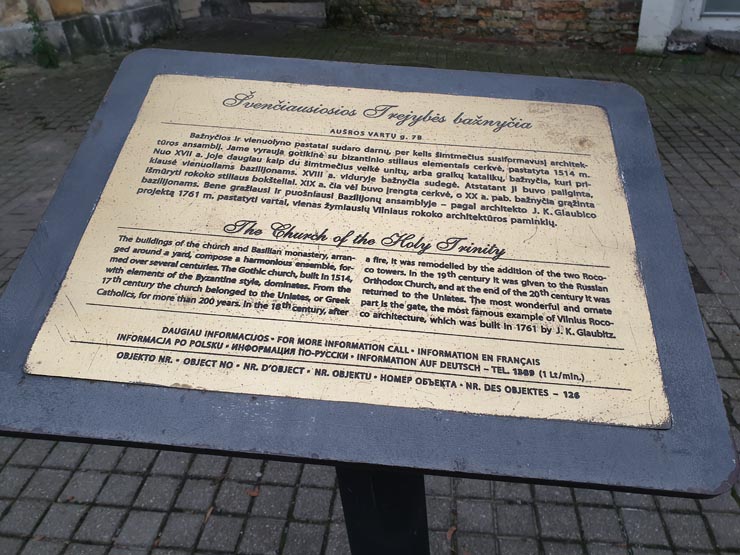 Švenčiausiosios Trejybės bažnyčia
AUŠROS VARTŲ g. 7B
Bažnyčios ir vienuolyno pastatai sudaro darnų, per kelis šimtmečius susiformavusį architek-
tūros ansamblį. Jame vyrauja gotikinė su bizantinio stiliaus elementais cerkvė, pastatyta 1514 m.
Nuo XVII a. joje daugiau kaip du šimtmečius veikė unitų, arba graikų katalikų, bažnyčia, kuri pri-
klausė vienuoliams bazilijonams. XVIII a. viduryje bažnyčia sudegė. Atstatant ji buvo pailginta,
išmūryti rokoko stiliaus bokšteliai. XIX a. čia vėl buvo įrengta cerkvė, o XX a. pab. bažnyčia grąžinta
bazilijonams. Bene gražiausi ir puošniausi Bazilijonų ansamblyje – pagal architekto J. K. Glaubico
projektą 1761 m. pastatyti vartai, vienas žymiausių Vilniaus rokoko architektūros paminklų.
The Church of the Holy Trinity
The buildings of the church and Basilian monastery, arran-
ged around a yard, compose a harmonious ensemble, for-
med over several centuries. The Gothic church, built in 1514,
with elements of the Byzantine style, dominates. From the
17th century the church belonged to the Uniates, or Greek
Catholics, for more than 200 years. In the 18th century, after
a fire, it was remodelled by the addition of the two Roco-
co towers. In the 19th century it was given to the Russian
Orthodox Church, and at the end of the 20th century it was
returned to the Uniates. The most wonderful and ornate
part is the gate, the most famous example of Vilnius Roco-
co architecture, which was built in 1761 by J. K. Glaubitz.
DAUGIAU INFORMACIJOS • FOR MORE INFORMATION CALL • INFORMATION EN FRANÇAIS
INFORMACJA PO POLSKU • ИНФОРМАЦИЯ ПО-РУССКИ • INFORMATION AUF DEUTSCH – TEL. 1389 (1 Lt/min.)
OBJEKTO NR. • OBJECT NO • NR. D'OBJECT • NR. OBJEKTU • НОМЕР ОБЪЕКТА • NR. DES OBJEKTES – 126